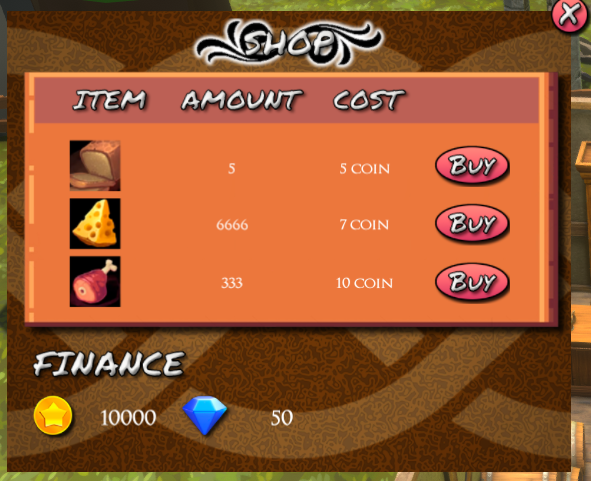 SHOP
ITEM AMOUNT COST
5 5 COIN BUY
6666 7 COIN BUY
333 10 COIN BUY
FINANCE
10000 50
X